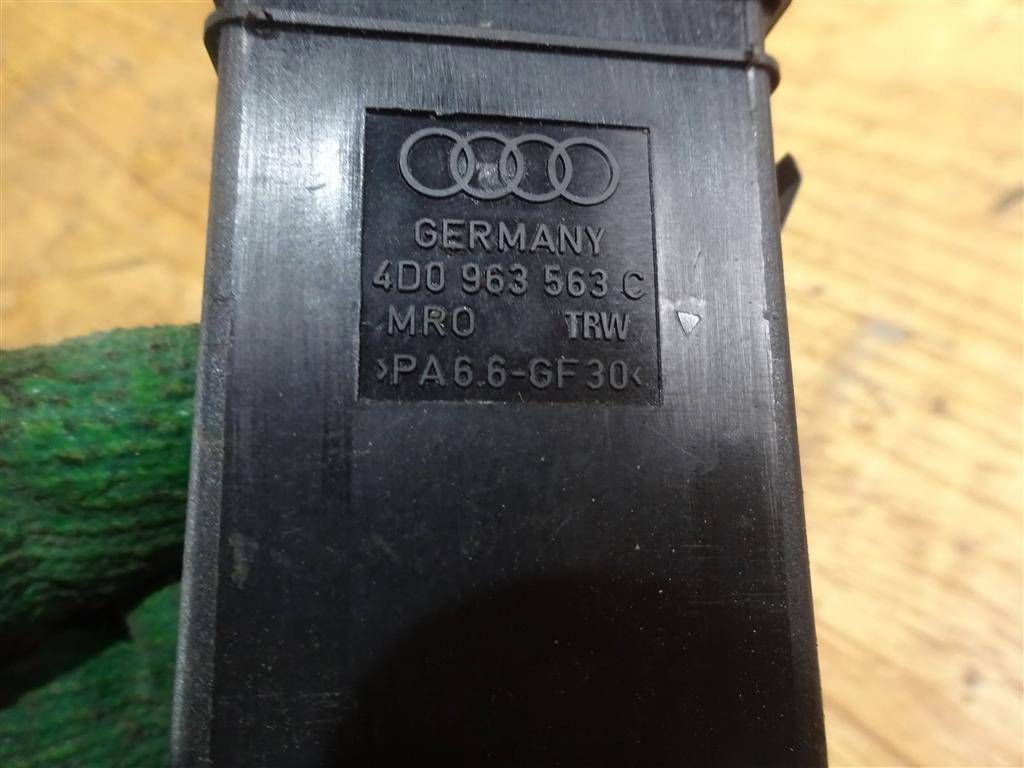 GERMANY
4D0 963 563 C
MRO TRW
>PA6.6-GF30<